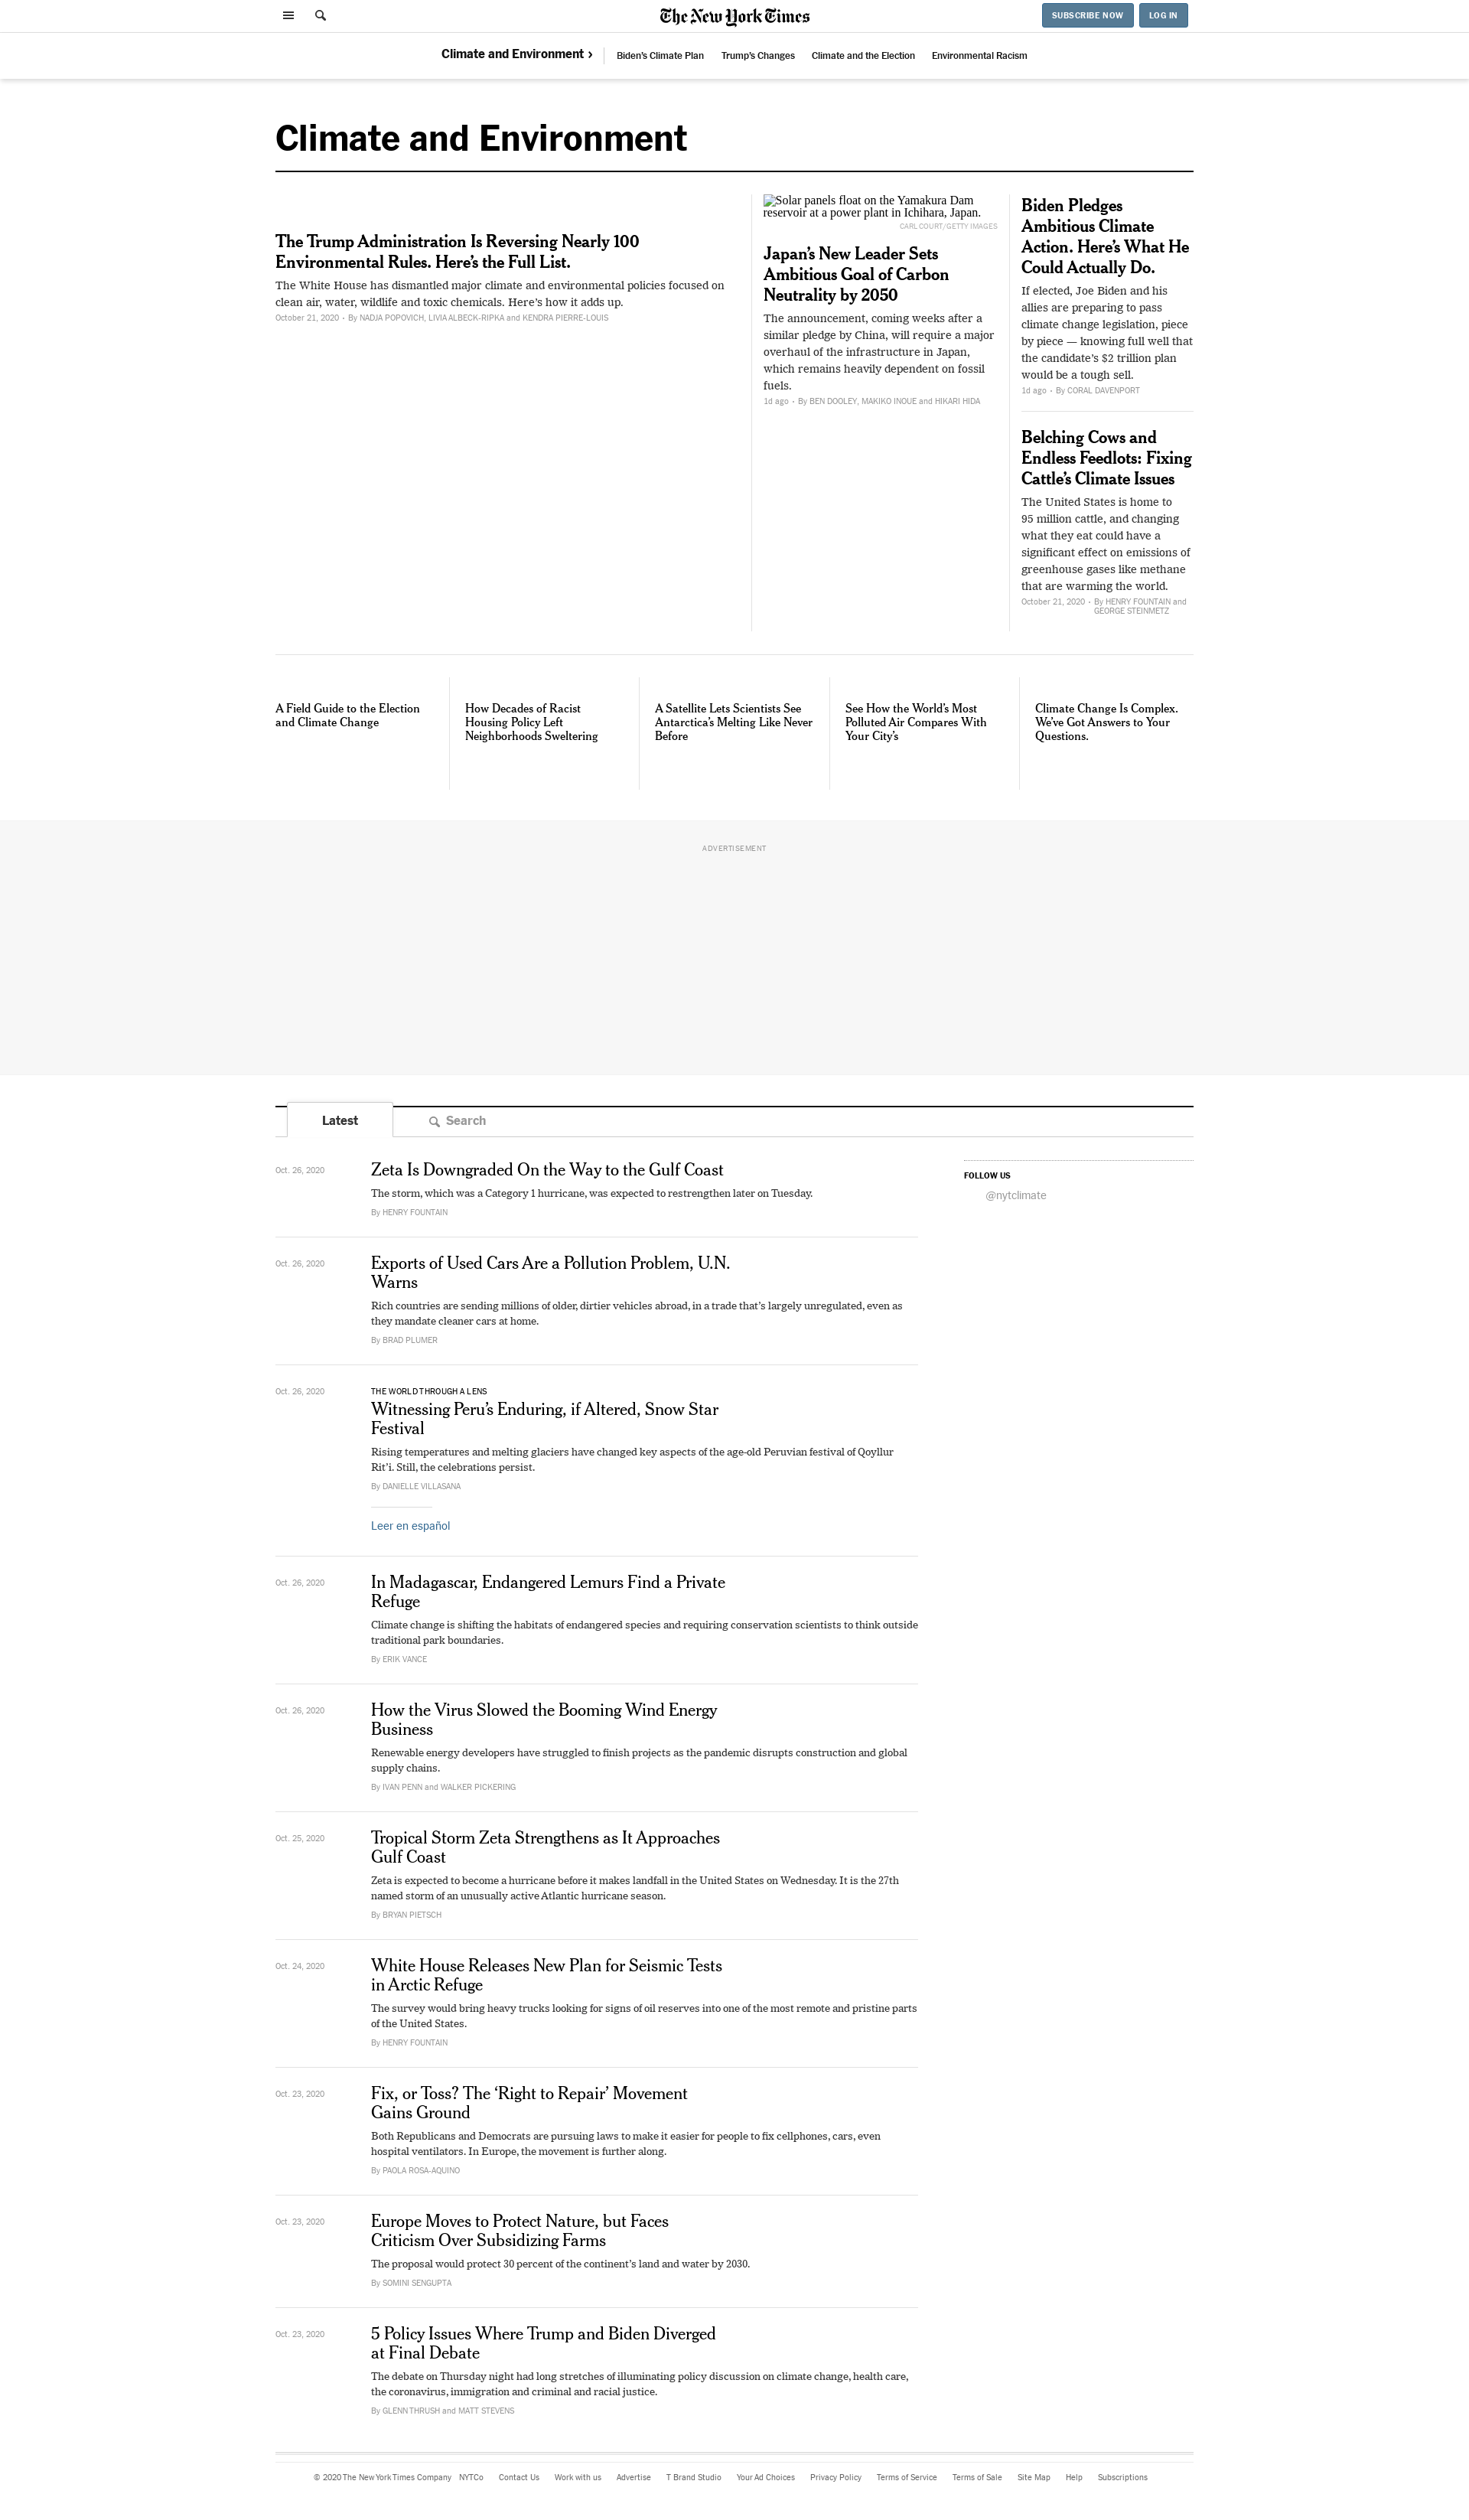 The New York Times
SUBSCRIBE NOW
LOG IN
Climate and Environment ›
Biden's Climate Plan
Trump's Changes
Climate and the Election
Environmental Racism
Climate and Environment
The Trump Administration Is Reversing Nearly 100
Environmental Rules. Here's the Full List.
The White House has dismantled major climate and environmental policies focused on
clean air, water, wildlife and toxic chemicals. Here's how it adds up.
October 21, 2020 · By NADJA POPOVICH, LIVIA ALBECK-RIPKA and KENDRA PIERRE-LOUIS
Solar panels float on the Yamakura Dam
reservoir at a power plant in Ichihara, Japan.
CARL COURT/GETTY IMAGES
Japan's New Leader Sets
Ambitious Goal of Carbon
Neutrality by 2050
The announcement, coming weeks after a
similar pledge by China, will require a major
overhaul of the infrastructure in Japan,
which remains heavily dependent on fossil
fuels.
1d ago · By BEN DOOLEY, MAKIKO INOUE and HIKARI HIDA
Biden Pledges
Ambitious Climate
Action. Here's What He
Could Actually Do.
If elected, Joe Biden and his
allies are preparing to pass
climate change legislation, piece
by piece — knowing full well that
the candidate's $2 trillion plan
would be a tough sell.
1d ago · By CORAL DAVENPORT
Belching Cows and
Endless Feedlots: Fixing
Cattle's Climate Issues
The United States is home to
95 million cattle, and changing
what they eat could have a
significant effect on emissions of
greenhouse gases like methane
that are warming the world.
October 21, 2020 · By HENRY FOUNTAIN and
GEORGE STEINMETZ
A Field Guide to the Election
and Climate Change
How Decades of Racist
Housing Policy Left
Neighborhoods Sweltering
A Satellite Lets Scientists See
Antarctica's Melting Like Never
Before
See How the World's Most
Polluted Air Compares With
Your City's
Climate Change Is Complex.
We've Got Answers to Your
Questions.
ADVERTISEMENT
Latest
Search
Oct. 26, 2020
Zeta Is Downgraded On the Way to the Gulf Coast
The storm, which was a Category 1 hurricane, was expected to restrengthen later on Tuesday.
By HENRY FOUNTAIN
FOLLOW US
@nytclimate
Oct. 26, 2020
Exports of Used Cars Are a Pollution Problem, U.N.
Warns
Rich countries are sending millions of older, dirtier vehicles abroad, in a trade that's largely unregulated, even as
they mandate cleaner cars at home.
By BRAD PLUMER
Oct. 26, 2020
THE WORLD THROUGH A LENS
Witnessing Peru's Enduring, if Altered, Snow Star
Festival
Rising temperatures and melting glaciers have changed key aspects of the age-old Peruvian festival of Qoyllur
Rit'i. Still, the celebrations persist.
By DANIELLE VILLASANA
Leer en español
Oct. 26, 2020
In Madagascar, Endangered Lemurs Find a Private
Refuge
Climate change is shifting the habitats of endangered species and requiring conservation scientists to think outside
traditional park boundaries.
By ERIK VANCE
Oct. 26, 2020
How the Virus Slowed the Booming Wind Energy
Business
Renewable energy developers have struggled to finish projects as the pandemic disrupts construction and global
supply chains.
By IVAN PENN and WALKER PICKERING
Oct. 25, 2020
Tropical Storm Zeta Strengthens as It Approaches
Gulf Coast
Zeta is expected to become a hurricane before it makes landfall in the United States on Wednesday. It is the 27th
named storm of an unusually active Atlantic hurricane season.
By BRYAN PIETSCH
Oct. 24, 2020
White House Releases New Plan for Seismic Tests
in Arctic Refuge
The survey would bring heavy trucks looking for signs of oil reserves into one of the most remote and pristine parts
of the United States.
By HENRY FOUNTAIN
Oct. 23, 2020
Fix, or Toss? The ‘Right to Repair’ Movement
Gains Ground
Both Republicans and Democrats are pursuing laws to make it easier for people to fix cellphones, cars, even
hospital ventilators. In Europe, the movement is further along.
By PAOLA ROSA-AQUINO
Oct. 23, 2020
Europe Moves to Protect Nature, but Faces
Criticism Over Subsidizing Farms
The proposal would protect 30 percent of the continent's land and water by 2030.
By SOMINI SENGUPTA
Oct. 23, 2020
5 Policy Issues Where Trump and Biden Diverged
at Final Debate
The debate on Thursday night had long stretches of illuminating policy discussion on climate change, health care,
the coronavirus, immigration and criminal and racial justice.
By GLENN THRUSH and MATT STEVENS
© 2020 The New York Times Company NYTCo Contact Us Work with us Advertise T Brand Studio Your Ad Choices Privacy Policy Terms of Service Terms of Sale Site Map Help Subscriptions